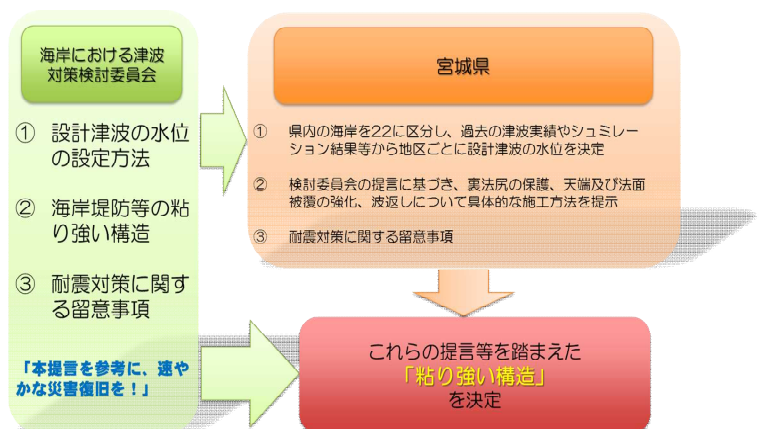 海岸における津波
対策検討委員会
① 設計津波の水位
の設定方法
② 海岸堤防等の粘
り強い構造
③ 耐震対策に関す
る留意事項
「本提言を参考に、速や
かな災害復旧を！」
宮城県
① 県内の海岸を22に区分し、過去の津波実績やシュミレー
ション結果等から地区ごとに設計津波の水位を決定
② 検討委員会の提言に基づき、裏法尻の保護、天端及び法面
被覆の強化、波返しについて具体的な施工方法を提示
③ 耐震対策に関する留意事項
これらの提言等を踏まえた
「粘り強い構造」
を決定